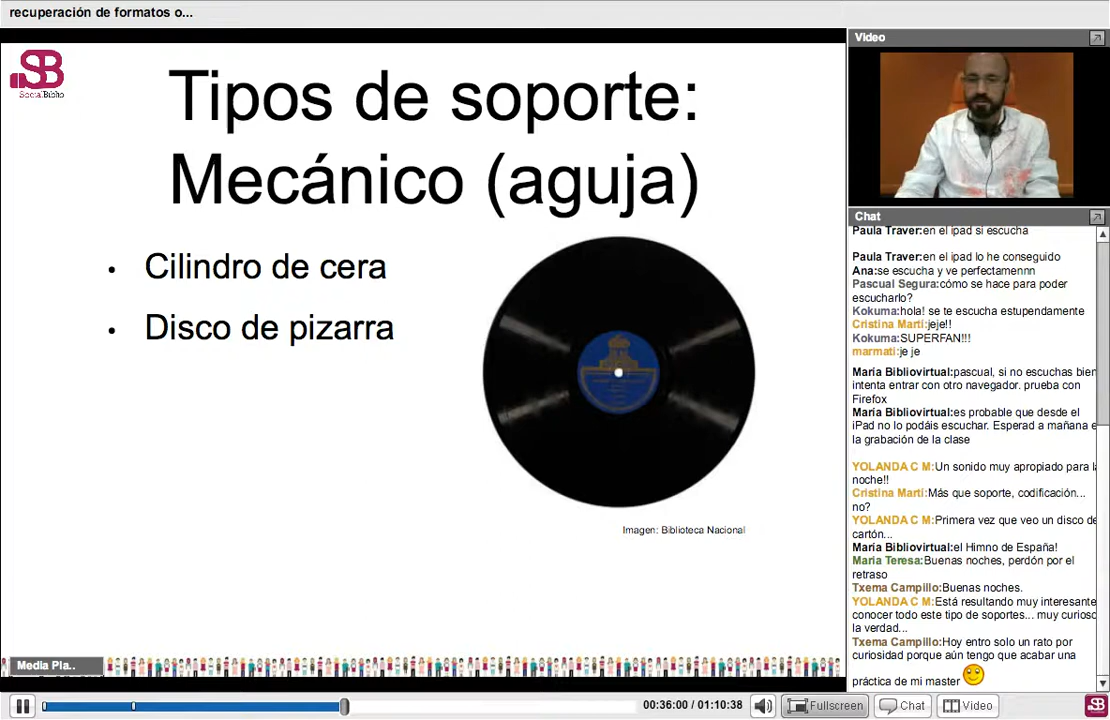 recuperación de formatos o...
SB
Social Biblio
Tipos de soporte:
Mecánico (aguja)
• Cilindro de cera
• Disco de pizarra
Imagen: Biblioteca Nacional
Media Pla..
Video
Chat
Paula Traver:en el ipad si escucha
Paula Traver:en el ipad lo he conseguido
Ana:se escucha y ve perfectamennn
Pascual Segura:cómo se hace para poder
escucharlo?
Kokuma:hola! se te escucha estupendamente
Cristina Martí:jeje!!
Kokuma:SUPERFAN!!!
marmati:je je
María Bibliovirtual:pascual, si no escuchas bien
intenta entrar con otro navegador. prueba con
Firefox
María Bibliovirtual:es probable que desde el
iPad no lo podáis escuchar. Esperad a mañana
la grabación de la clase
YOLANDA C M:Un sonido muy apropiado para la
noche!!
Cristina Martí:Más que soporte, codificación...
no?
YOLANDA C M:Primera vez que veo un disco de
cartón...
María Bibliovirtual:el Himno de España!
Maria Teresa:Buenas noches, perdón por el
retraso
Txema Campillo:Buenas noches.
YOLANDA C M:Está resultando muy interesante
conocer todo este tipo de soportes... muy curioso
la verdad...
Txema Campillo:Hoy entro solo un rato por
curiosidad porque aún tengo que acabar una
práctica de mi master
00:36:00 / 01:10:38
Fullscreen
Chat
Video
SB